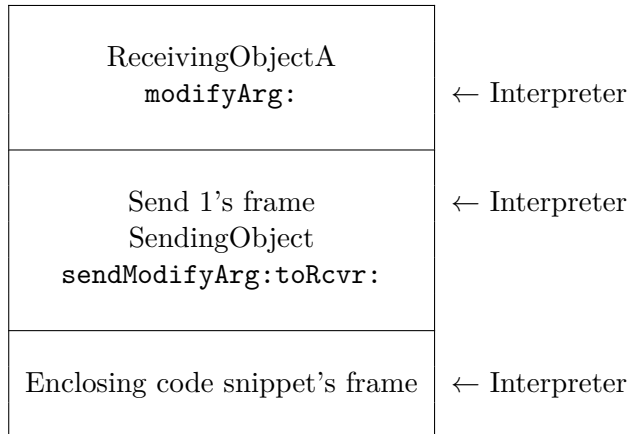 ReceivingObjectA
modifyArg:
← Interpreter
Send 1's frame
← Interpreter
SendingObject
sendModifyArg:toRcvr:
Enclosing code snippet's frame
← Interpreter